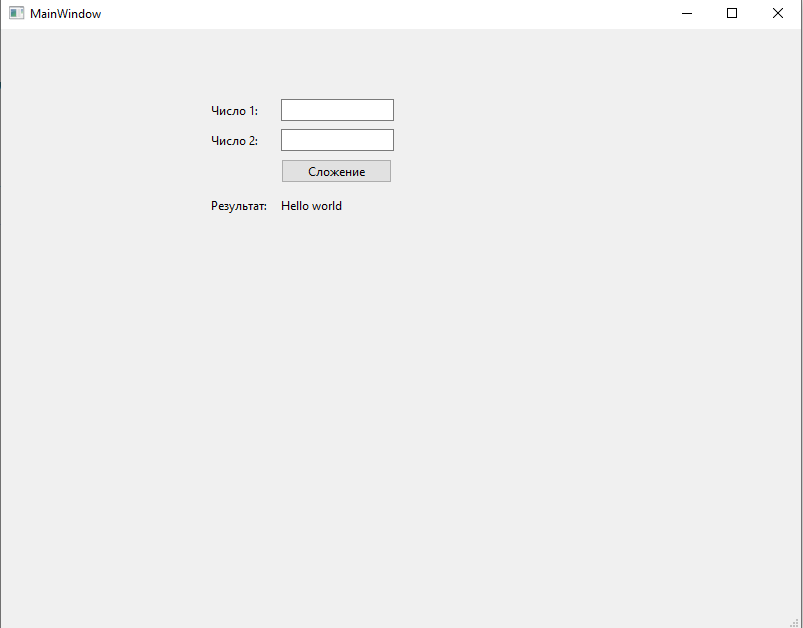 MainWindow
Число 1:
Число 2:
Сложение
Результат: Hello world